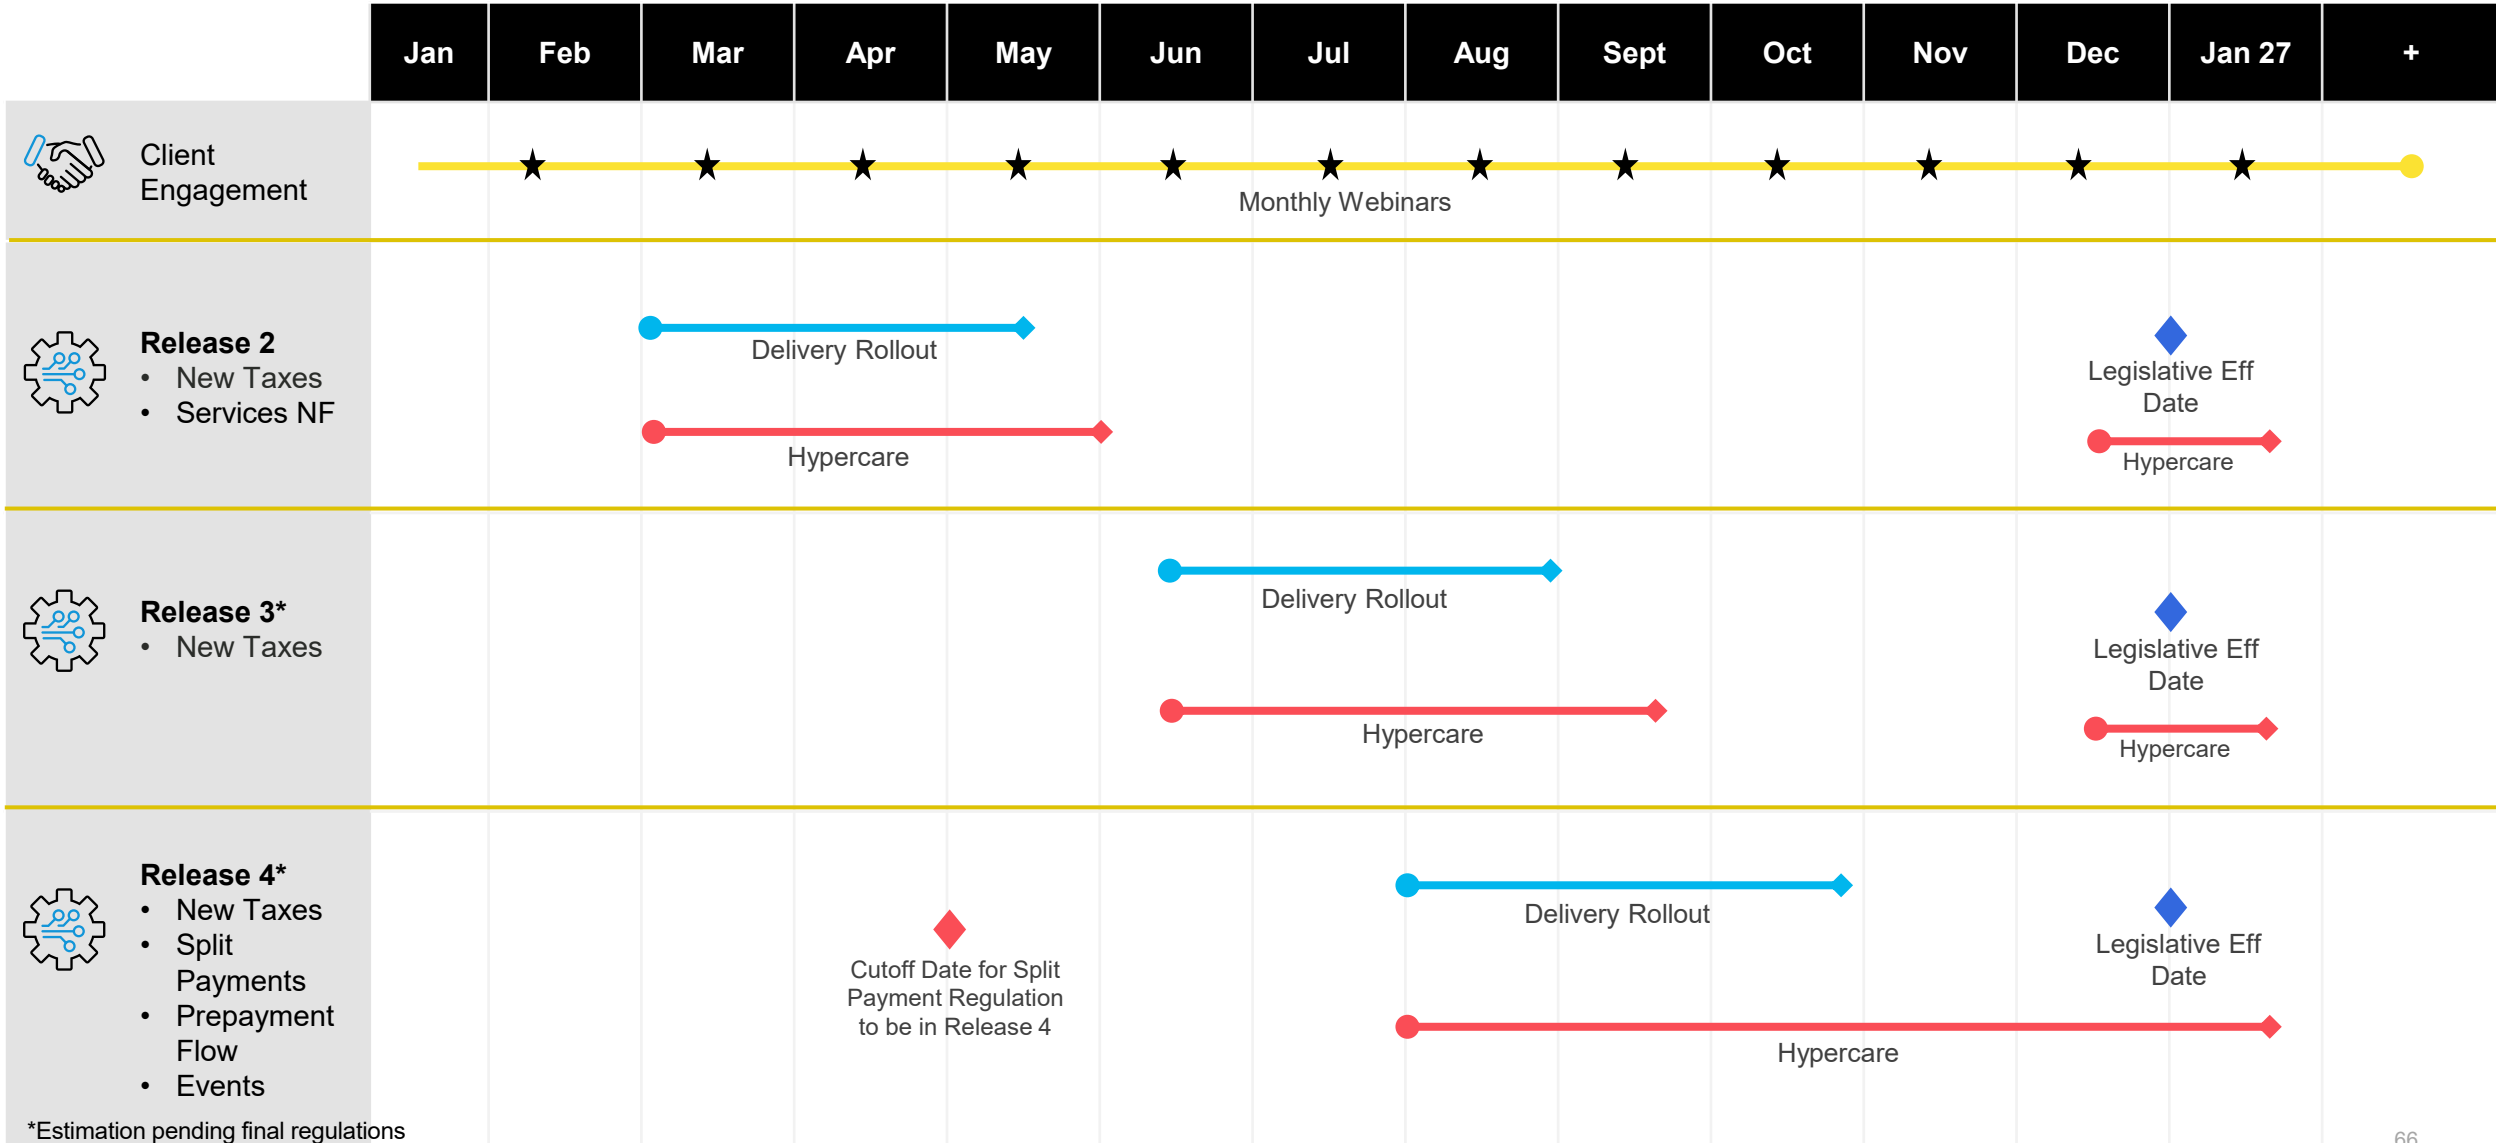 Jan Feb Mar Apr May Jun Jul Aug Sept Oct Nov Dec Jan 27 +
Client
Engagement
Monthly Webinars
Release 2
• New Taxes
• Services NF
Delivery Rollout
Hypercare
Legislative Eff
Date
Hypercare
Release 3*
• New Taxes
Delivery Rollout
Hypercare
Legislative Eff
Date
Hypercare
Release 4*
• New Taxes
• Split
Payments
• Prepayment
Flow
• Events
Cutoff Date for Split
Payment Regulation
to be in Release 4
Delivery Rollout
Hypercare
Legislative Eff
Date
*Estimation pending final regulations
66